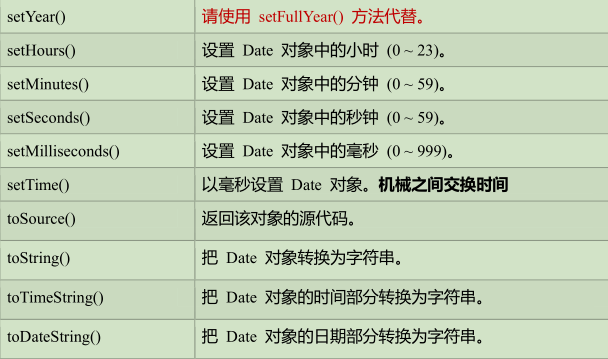 setYear() 请使用 setFullYear() 方法代替。
setHours() 设置 Date 对象中的小时 (0 ~ 23)。
setMinutes() 设置 Date 对象中的分钟 (0 ~ 59)。
setSeconds() 设置 Date 对象中的秒钟 (0 ~ 59)。
setMilliseconds() 设置 Date 对象中的毫秒 (0 ~ 999)。
setTime() 以毫秒设置 Date 对象。机械之间交换时间
toSource() 返回该对象的源代码。
toString() 把 Date 对象转换为字符串。
toTimeString() 把 Date 对象的时间部分转换为字符串。
toDateString() 把 Date 对象的日期部分转换为字符串。